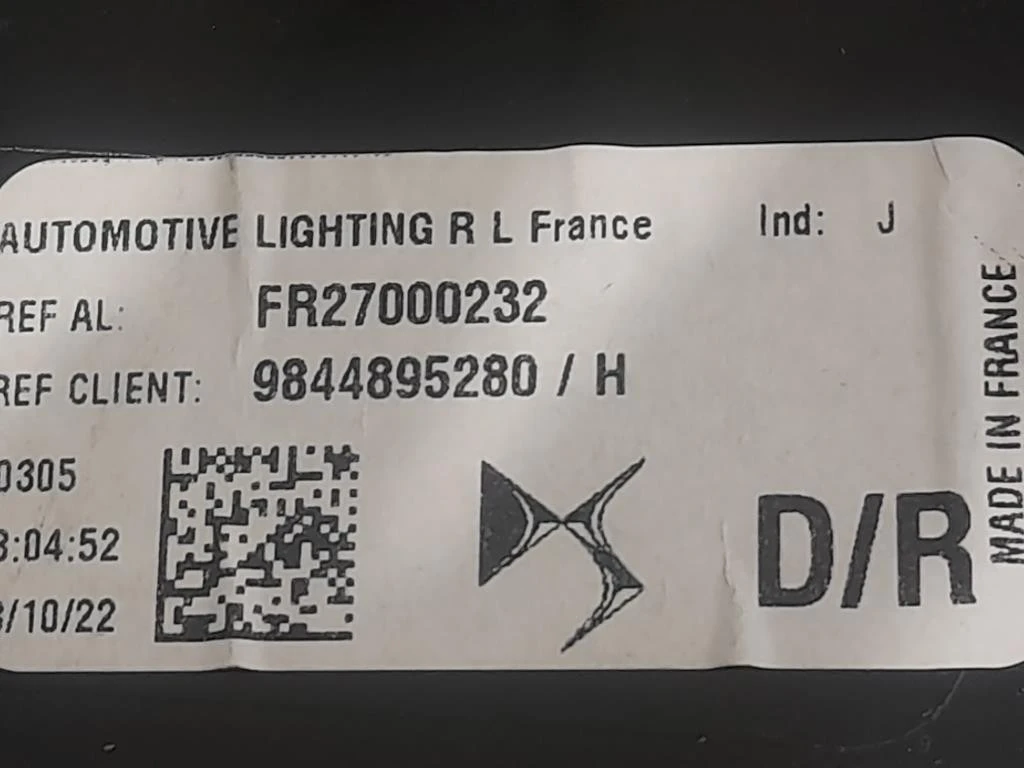 AUTOMOTIVE LIGHTING R L France Ind: J
REF AL: FR27000232
REF CLIENT: 9844895280 / H
0305
3:04:52
/10/22
D/R
MADE IN FRANCE